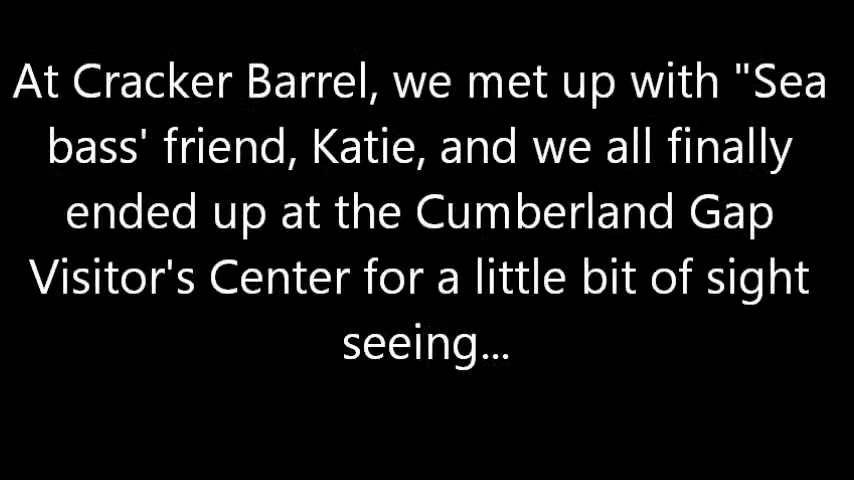 At Cracker Barrel, we met up with "Sea
bass' friend, Katie, and we all finally
ended up at the Cumberland Gap
Visitor's Center for a little bit of sight
seeing...